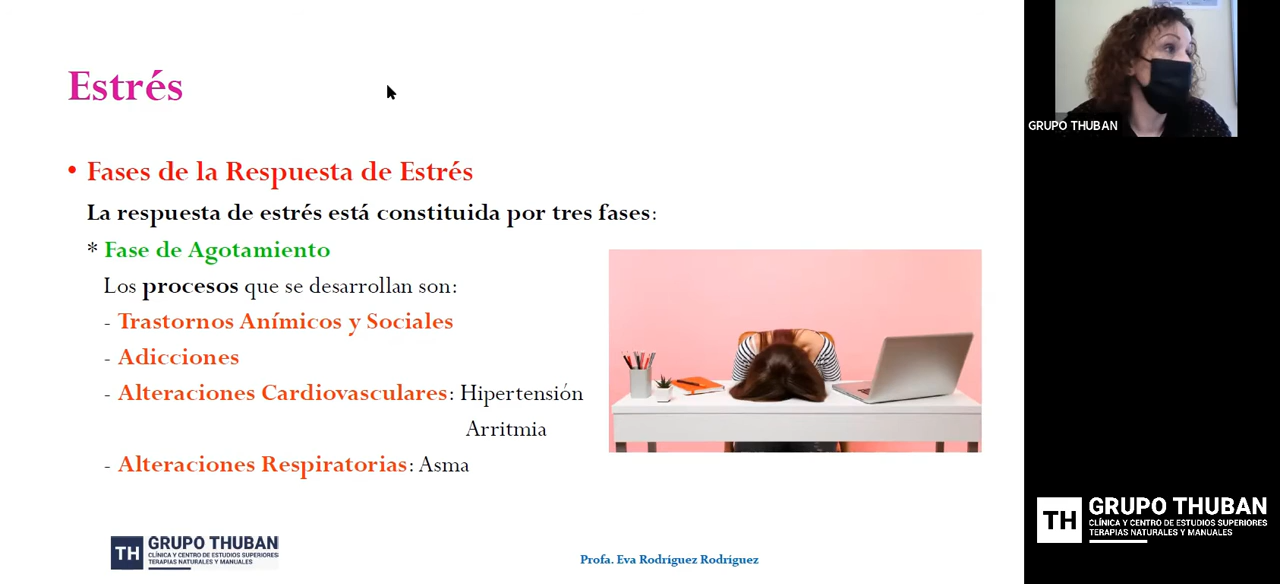 Estrés
• Fases de la Respuesta de Estrés
La respuesta de estrés está constituida por tres fases:
* Fase de Agotamiento
Los procesos que se desarrollan son:
- Trastornos Anímicos y Sociales
- Adicciones
- Alteraciones Cardiovasculares: Hipertensión
Arritmia
- Alteraciones Respiratorias: Asma
TH GRUPO THUBAN
CLÍNICA Y CENTRO DE ESTUDIOS SUPERIORES
TERAPIAS NATURALES Y MANUALES
Profa. Eva Rodríguez Rodríguez
GRUPO THUBAN
TH GRUPO THUBAN
CLÍNICA Y CENTRO DE ESTUDIOS SUPERIORES
TERAPIAS NATURALES Y MANUALES